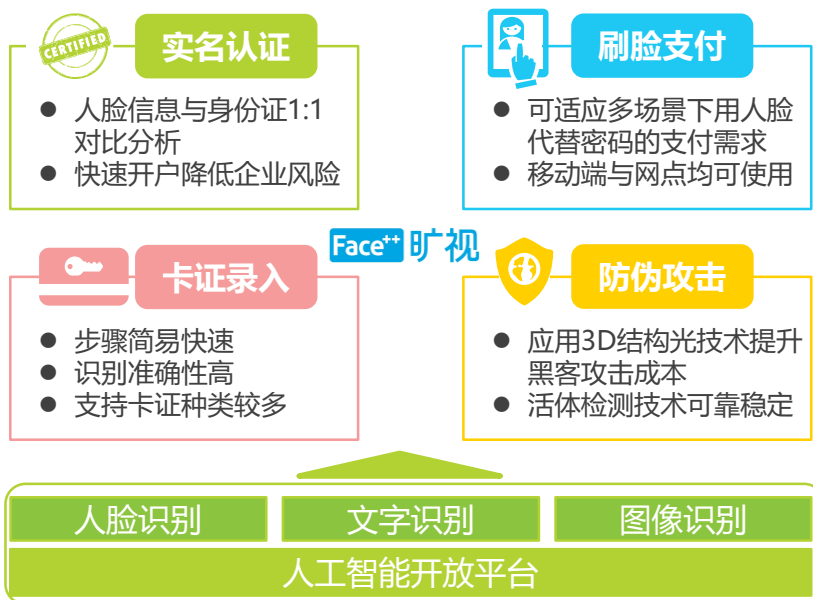 CERTIFIED
实名认证
● 人脸信息与身份证1:1
对比分析
● 快速开户降低企业风险
刷脸支付
● 可适应多场景下用人脸
代替密码的支付需求
● 移动端与网点均可使用
Face++ 旷视
卡证录入
● 步骤简易快速
● 识别准确性高
● 支持卡证种类较多
防伪攻击
● 应用3D结构光技术提升
黑客攻击成本
● 活体检测技术可靠稳定
人脸识别
文字识别
图像识别
人工智能开放平台